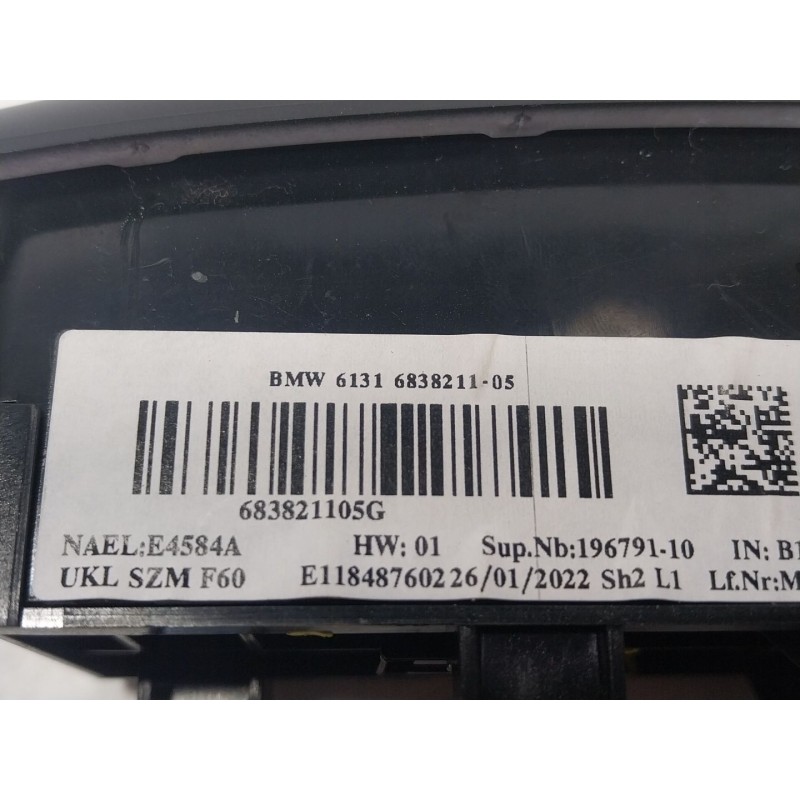 BMW 6131 6838211-05
683821105G
NAEL:E4584A HW: 01 Sup.Nb:196791-10 IN: B1
UKL SZM F60 E11848760226/01/2022 Sh2 L1 Lf.Nr:M